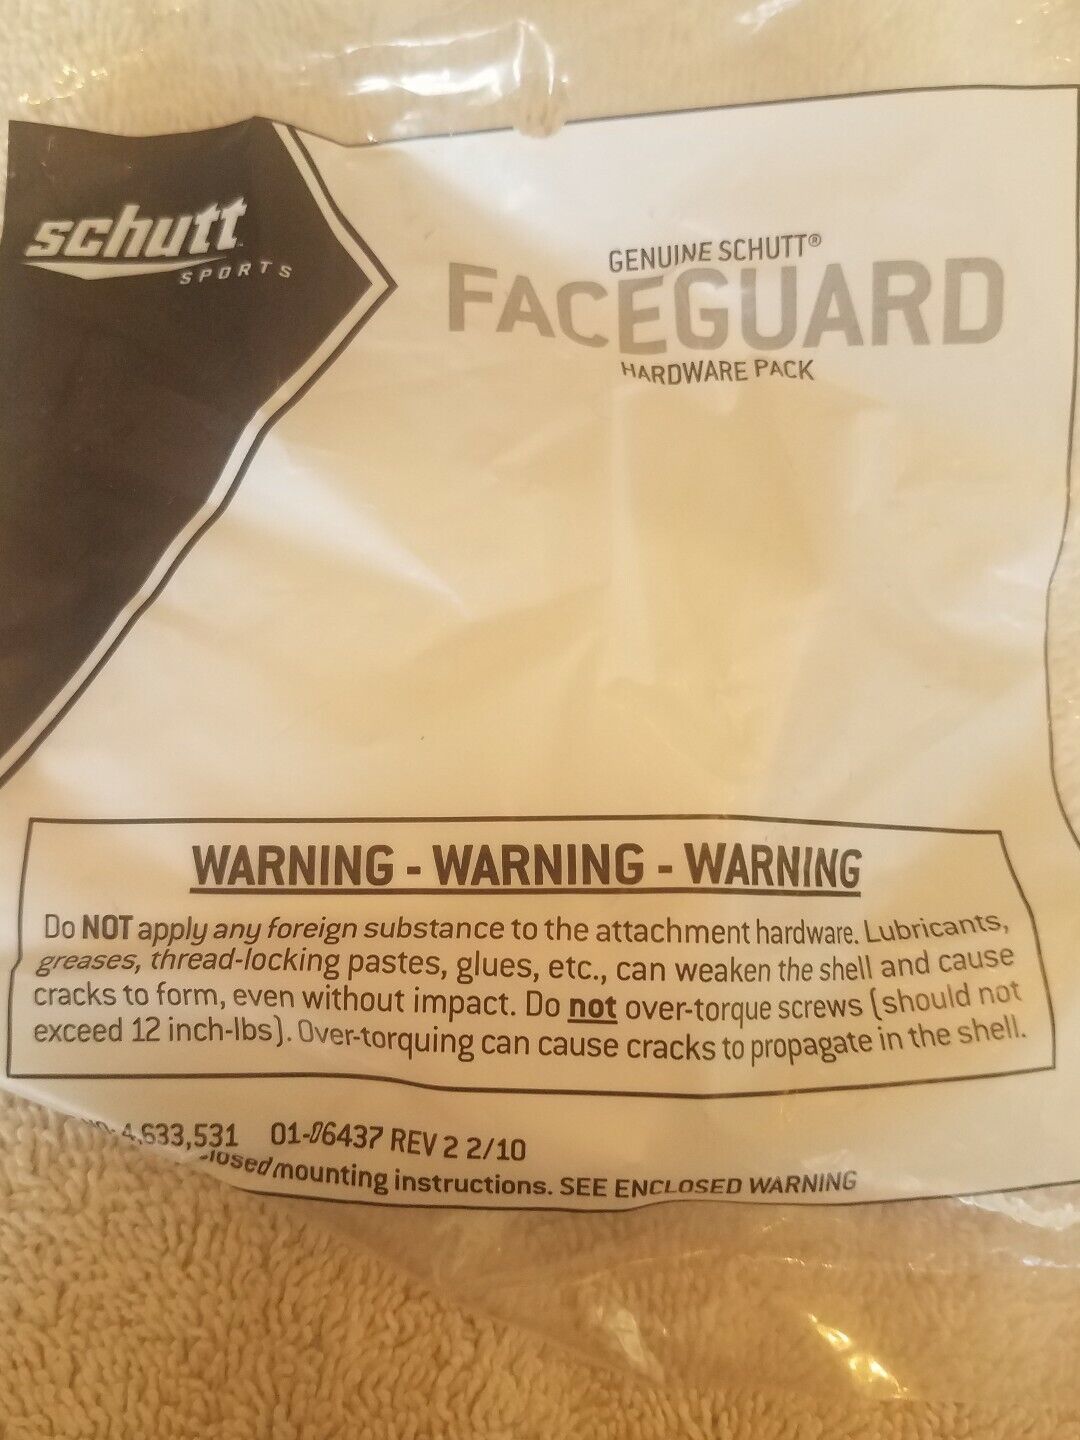 schutt
SPORTS
GENUINE SCHUTT®
FACEGUARD
HARDWARE PACK
WARNING - WARNING - WARNING
Do NOT apply any foreign substance to the attachment hardware. Lubricants,
greases, thread-locking pastes, glues, etc., can weaken the shell and cause
cracks to form, even without impact. Do not over-torque screws (should not
exceed 12 inch-lbs). Over-torquing can cause cracks to propagate in the shell.
4,633,531 01-06437 REV 2 2/10
mounting instructions. SEE ENCLOSED WARNING